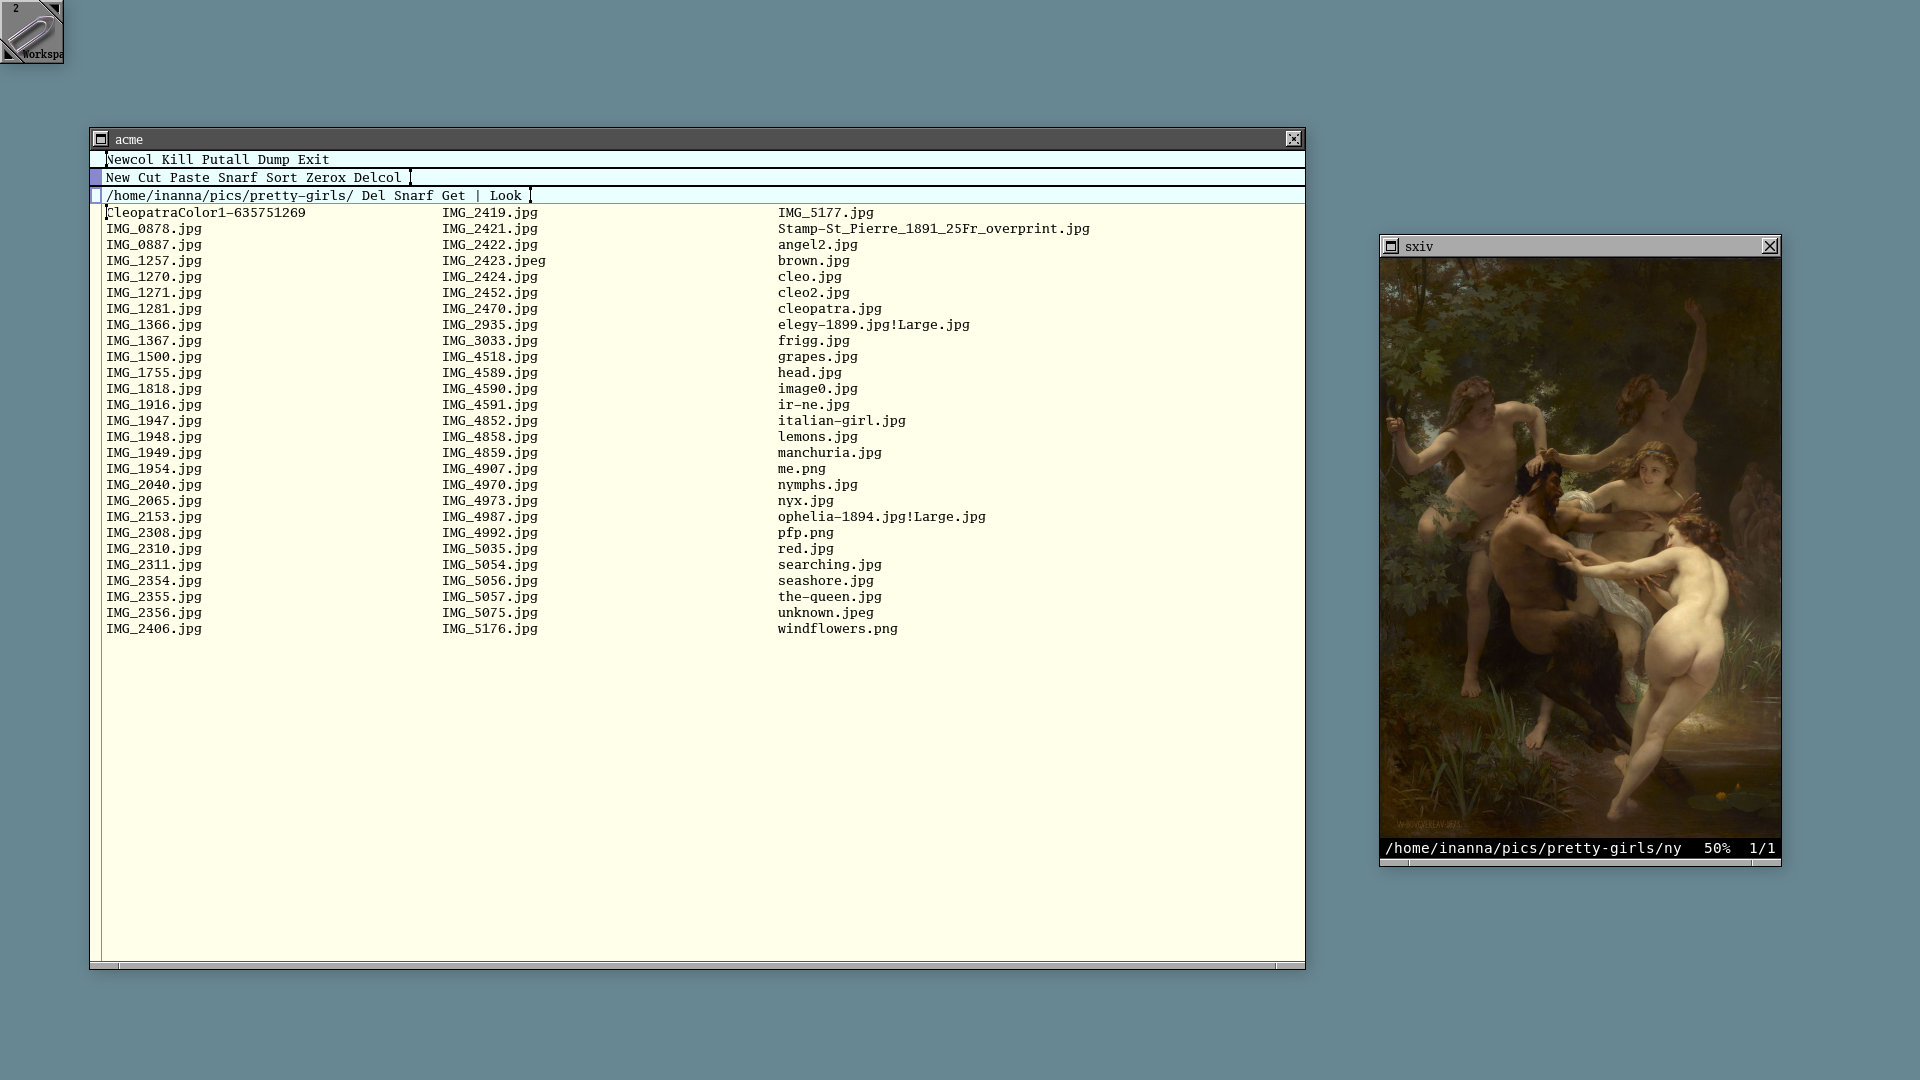 2
Workspa
acme
Newcol Kill Putall Dump Exit
New Cut Paste Snarf Sort Zerox Delcol
/home/inanna/pics/pretty-girls/ Del Snarf Get | Look
CleopatraColor1-635751269 IMG_2419.jpg IMG_5177.jpg
IMG_0878.jpg IMG_2421.jpg Stamp-St_Pierre_1891_25Fr_overprint.jpg
IMG_0887.jpg IMG_2422.jpg angel2.jpg
IMG_1257.jpg IMG_2423.jpeg brown.jpg
IMG_1270.jpg IMG_2424.jpg cleo.jpg
IMG_1271.jpg IMG_2452.jpg cleo2.jpg
IMG_1281.jpg IMG_2470.jpg cleopatra.jpg
IMG_1366.jpg IMG_2935.jpg elegy-1899.jpg!Large.jpg
IMG_1367.jpg IMG_3033.jpg frigg.jpg
IMG_1500.jpg IMG_4518.jpg grapes.jpg
IMG_1755.jpg IMG_4589.jpg head.jpg
IMG_1818.jpg IMG_4590.jpg image0.jpg
IMG_1916.jpg IMG_4591.jpg ir-ne.jpg
IMG_1947.jpg IMG_4852.jpg italian-girl.jpg
IMG_1948.jpg IMG_4858.jpg lemons.jpg
IMG_1949.jpg IMG_4859.jpg manchuria.jpg
IMG_1954.jpg IMG_4907.jpg me.png
IMG_2040.jpg IMG_4970.jpg nymphs.jpg
IMG_2065.jpg IMG_4973.jpg nyx.jpg
IMG_2153.jpg IMG_4987.jpg ophelia-1894.jpg!Large.jpg
IMG_2308.jpg IMG_4992.jpg pfp.png
IMG_2310.jpg IMG_5035.jpg red.jpg
IMG_2311.jpg IMG_5054.jpg searching.jpg
IMG_2354.jpg IMG_5056.jpg seashore.jpg
IMG_2355.jpg IMG_5057.jpg the-queen.jpg
IMG_2356.jpg IMG_5075.jpg unknown.jpeg
IMG_2406.jpg IMG_5176.jpg windflowers.png
sxiv
/home/inanna/pics/pretty-girls/ny 50% 1/1